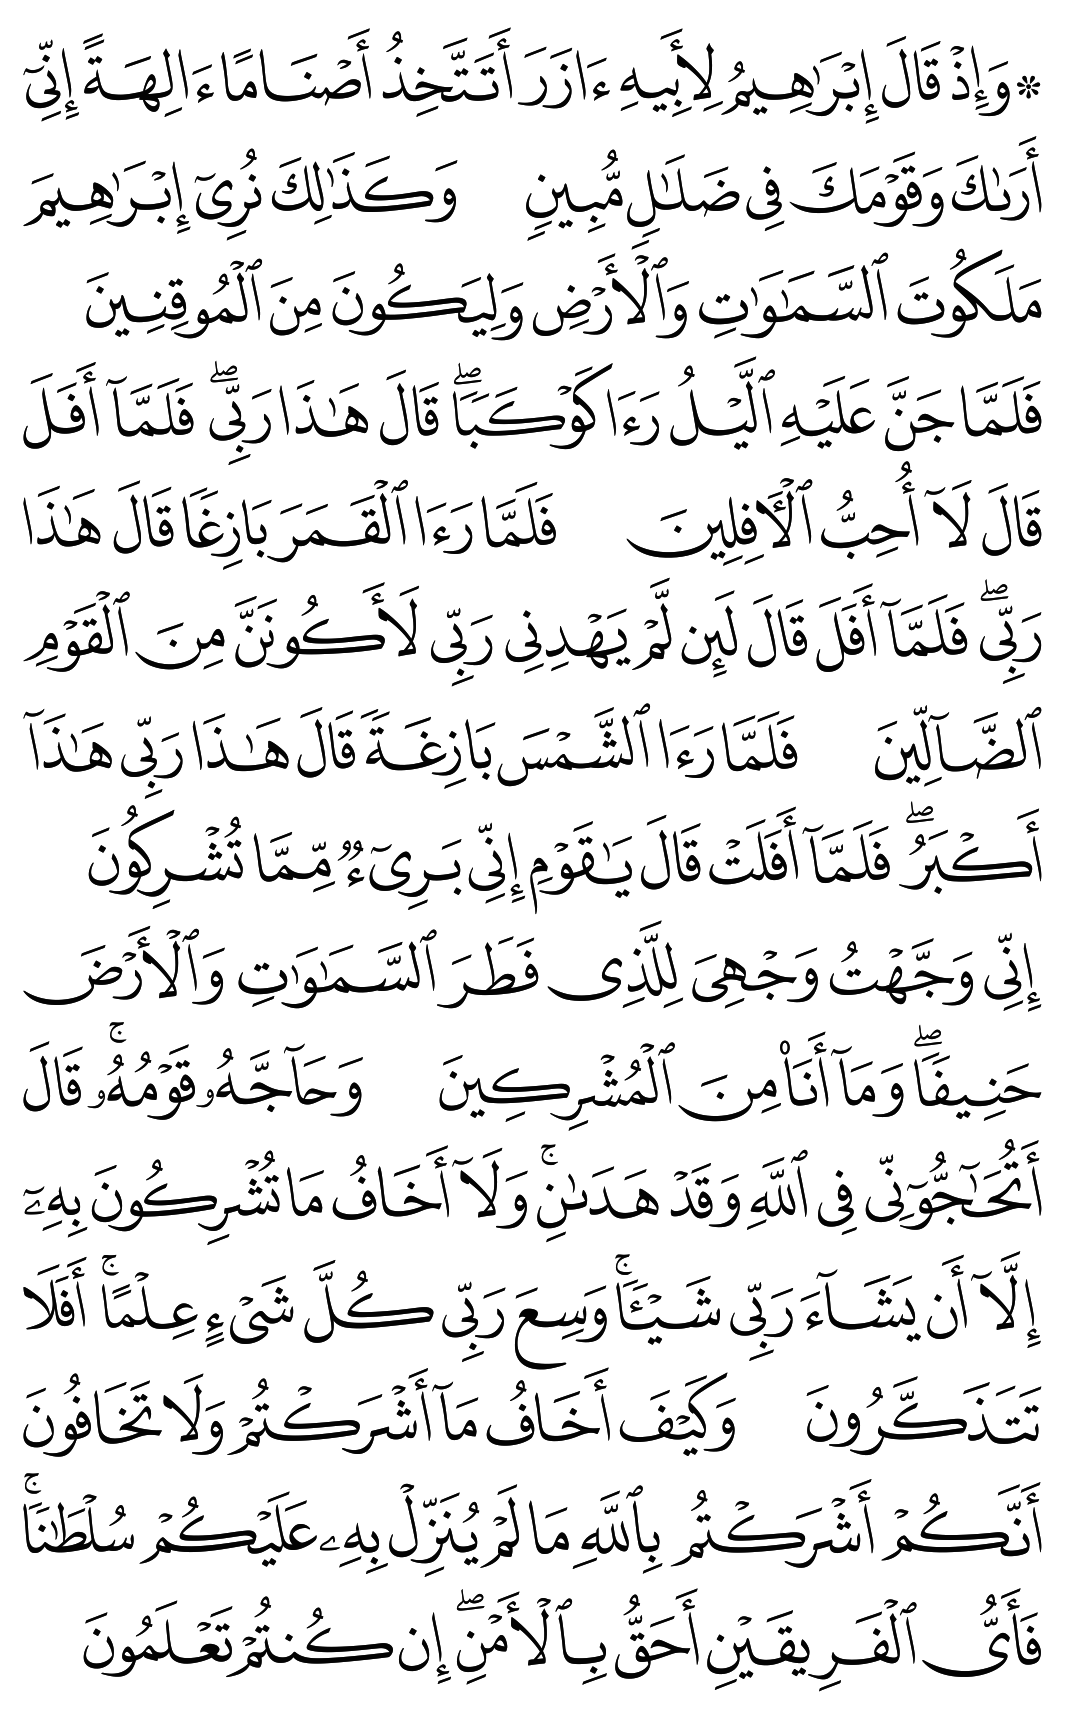 ۞ وَإِذۡ قَالَ إِبۡرَٰهِيمُ لِأَبِيهِ ءَازَرَ أَتَتَّخِذُ أَصۡنَامًا ءَالِهَةً إِنِّيٓ
أَرَىٰكَ وَقَوۡمَكَ فِي ضَلَٰلٖ مُّبِينٖ وَكَذَٰلِكَ نُرِيٓ إِبۡرَٰهِيمَ
مَلَكُوتَ ٱلسَّمَٰوَٰتِ وَٱلۡأَرۡضِ وَلِيَكُونَ مِنَ ٱلۡمُوقِنِينَ
فَلَمَّا جَنَّ عَلَيۡهِ ٱلَّيۡلُ رَءَا كَوۡكَبٗاۖ قَالَ هَٰذَا رَبِّيۖ فَلَمَّآ أَفَلَ
قَالَ لَآ أُحِبُّ ٱلۡأٓفِلِينَ فَلَمَّا رَءَا ٱلۡقَمَرَ بَازِغٗا قَالَ هَٰذَا
رَبِّيۖ فَلَمَّآ أَفَلَ قَالَ لَئِن لَّمۡ يَهۡدِنِي رَبِّي لَأَكُونَنَّ مِنَ ٱلۡقَوۡمِ
ٱلضَّآلِّينَ فَلَمَّا رَءَا ٱلشَّمۡسَ بَازِغَةٗ قَالَ هَٰذَا رَبِّي هَٰذَآ
أَكۡبَرُۖ فَلَمَّآ أَفَلَتۡ قَالَ يَٰقَوۡمِ إِنِّي بَرِيٓءٞ مِّمَّا تُشۡرِكُونَ
إِنِّي وَجَّهۡتُ وَجۡهِيَ لِلَّذِي فَطَرَ ٱلسَّمَٰوَٰتِ وَٱلۡأَرۡضَ
حَنِيفٗاۖ وَمَآ أَنَا۠ مِنَ ٱلۡمُشۡرِكِينَ وَحَآجَّهُۥ قَوۡمُهُۥۚ قَالَ
أَتُحَٰٓجُّوٓنِّي فِي ٱللَّهِ وَقَدۡ هَدَىٰنِۚ وَلَآ أَخَافُ مَا تُشۡرِكُونَ بِهِۦٓ
إِلَّآ أَن يَشَآءَ رَبِّي شَيۡـٔٗاۚ وَسِعَ رَبِّي كُلَّ شَيۡءٍ عِلۡمًاۚ أَفَلَا
تَتَذَكَّرُونَ وَكَيۡفَ أَخَافُ مَآ أَشۡرَكۡتُمۡ وَلَا تَخَافُونَ
أَنَّكُمۡ أَشۡرَكۡتُم بِٱللَّهِ مَا لَمۡ يُنَزِّلۡ بِهِۦ عَلَيۡكُمۡ سُلۡطَٰنٗاۚ
فَأَيُّ ٱلۡفَرِيقَيۡنِ أَحَقُّ بِٱلۡأَمۡنِۖ إِن كُنتُمۡ تَعۡلَمُونَ